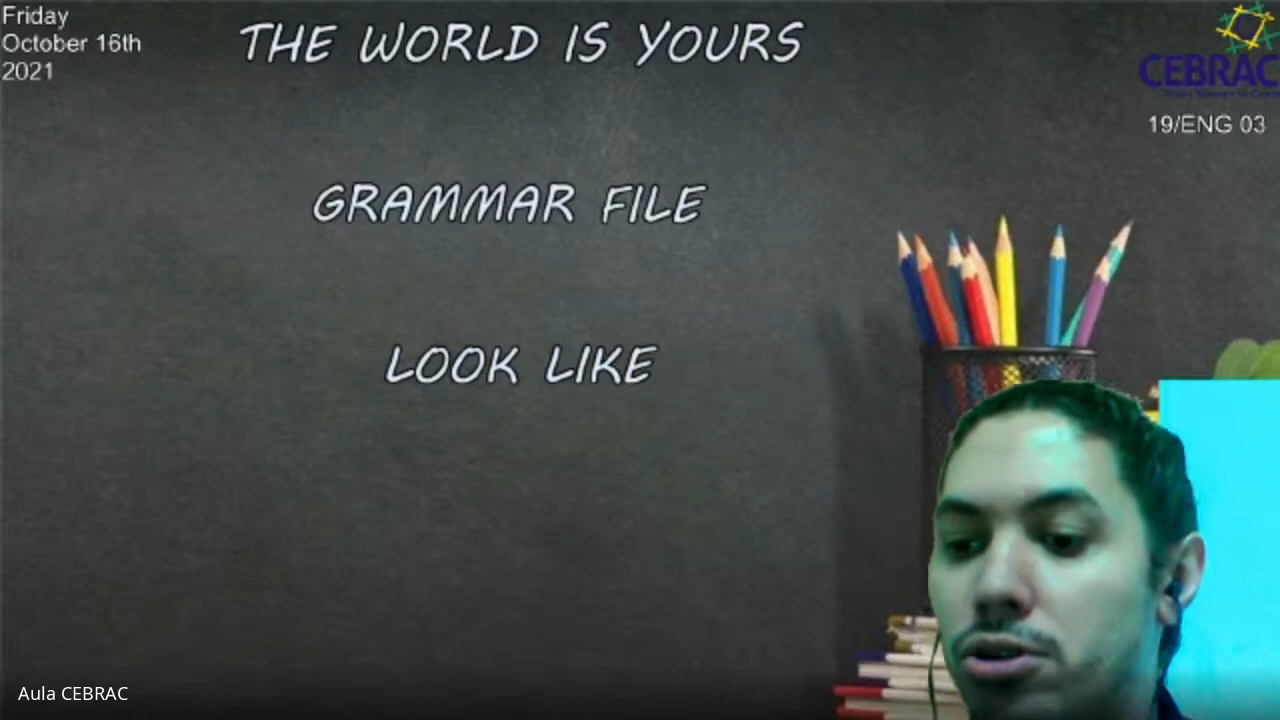 Friday
October 16th
2021
THE WORLD IS YOURS
CEBRAC
19/ENG 03
GRAMMAR FILE
LOOK LIKE
Aula CEBRAC